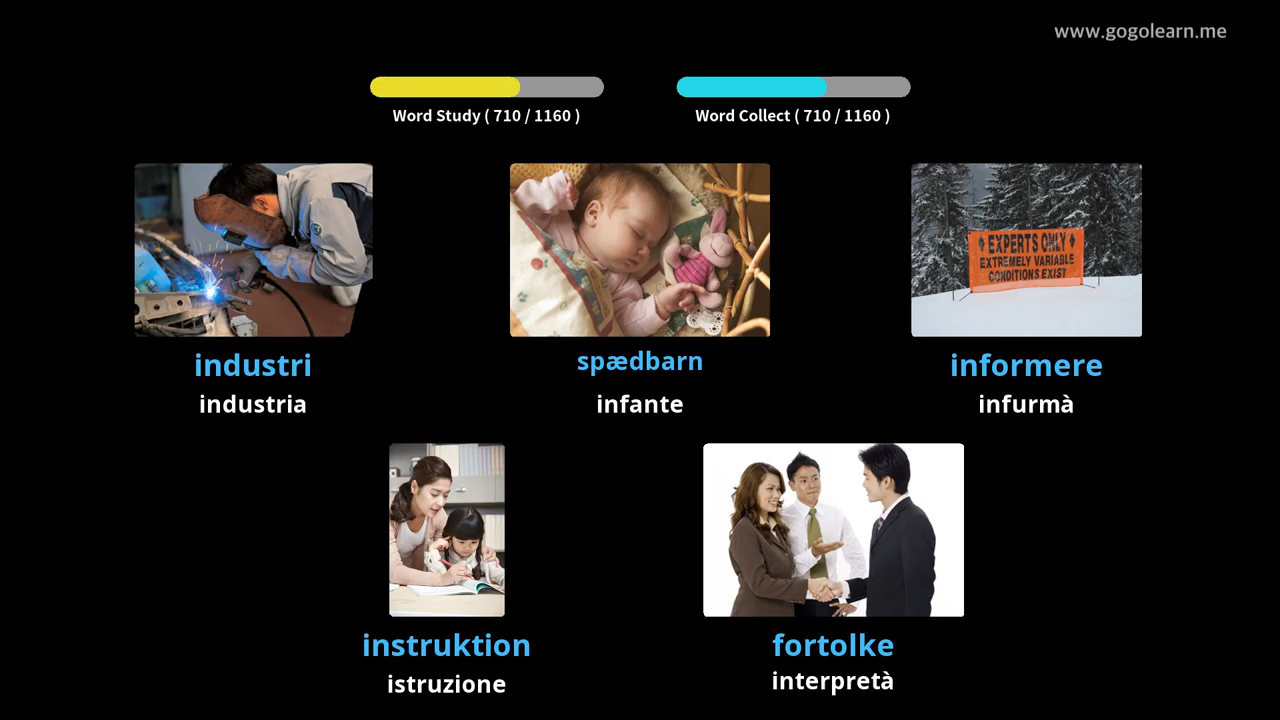 www.gogolearn.me
Word Study ( 710 / 1160 )
Word Collect ( 710 / 1160 )
EXPERTS ONLY
EXTREMELY VARIABLE
CONDITIONS EXIST
industri
infante
spædbarn
industria
informere
infurmà
instruktion
istruzione
fortolke
interpretà